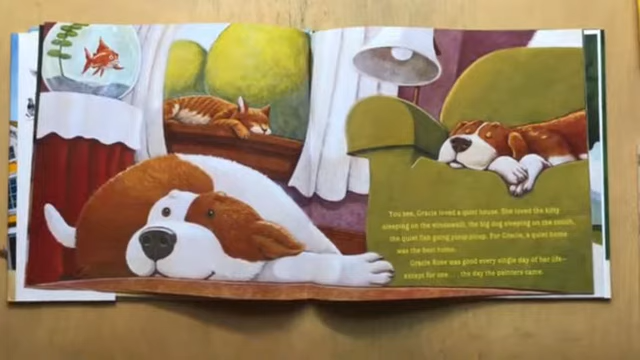 You see, Gracie loved a quiet house. She loved the kitty
sleeping on the windowsill, the big dog sleeping on the couch,
the quiet fish going
For Gracie, a quiet home
was the best home.
Gracie Rose was good every single day of her life—
except for one . . . the day the painters came.